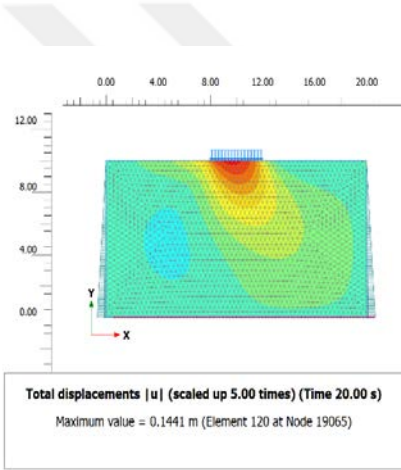 0.00 4.00 8.00 12.00 16.00 20.00
12.00
8.00
4.00
0.00
Y
X
Total displacements |u| (scaled up 5.00 times) (Time 20.00 s)
Maximum value = 0.1441 m (Element 120 at Node 19065)